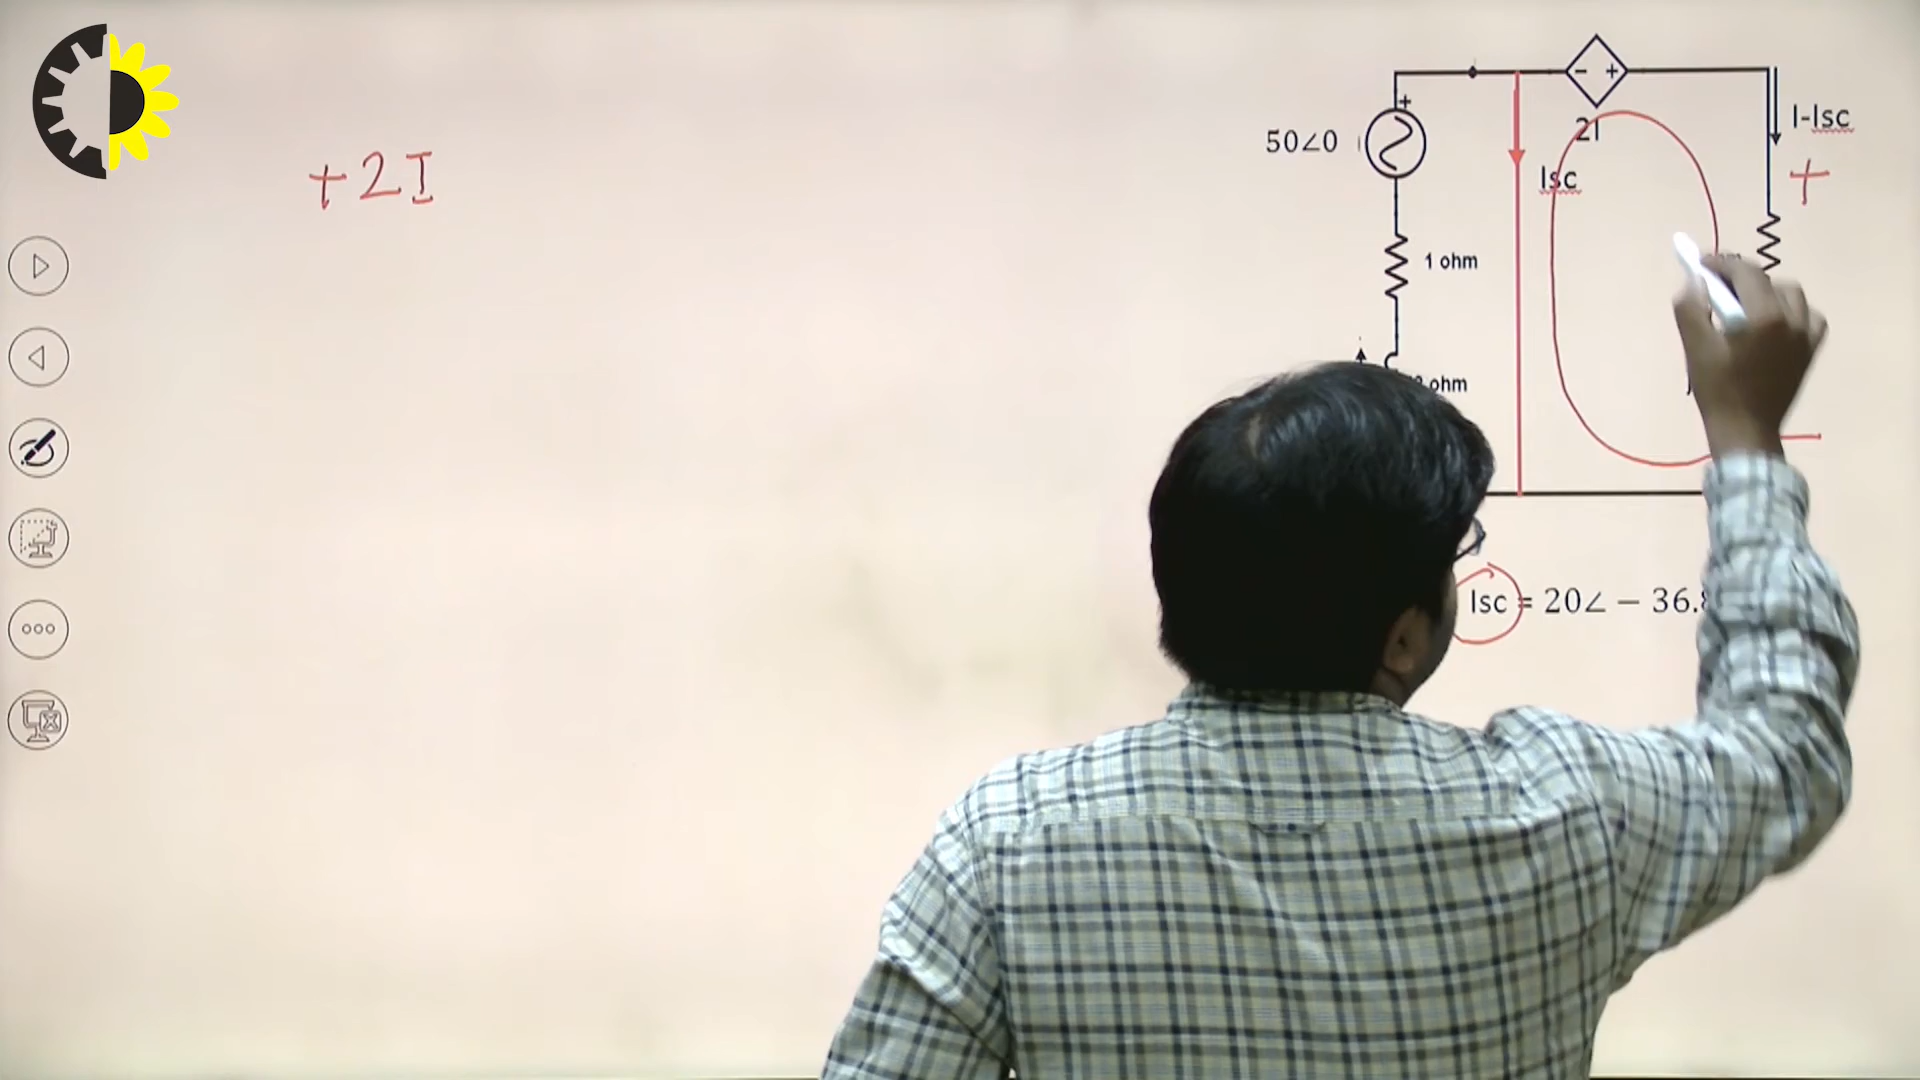 +2I
- +
I-Isc
+
50∠0
+
2I
Isc
+
1 ohm
ohm
Isc = 20∠ − 36.